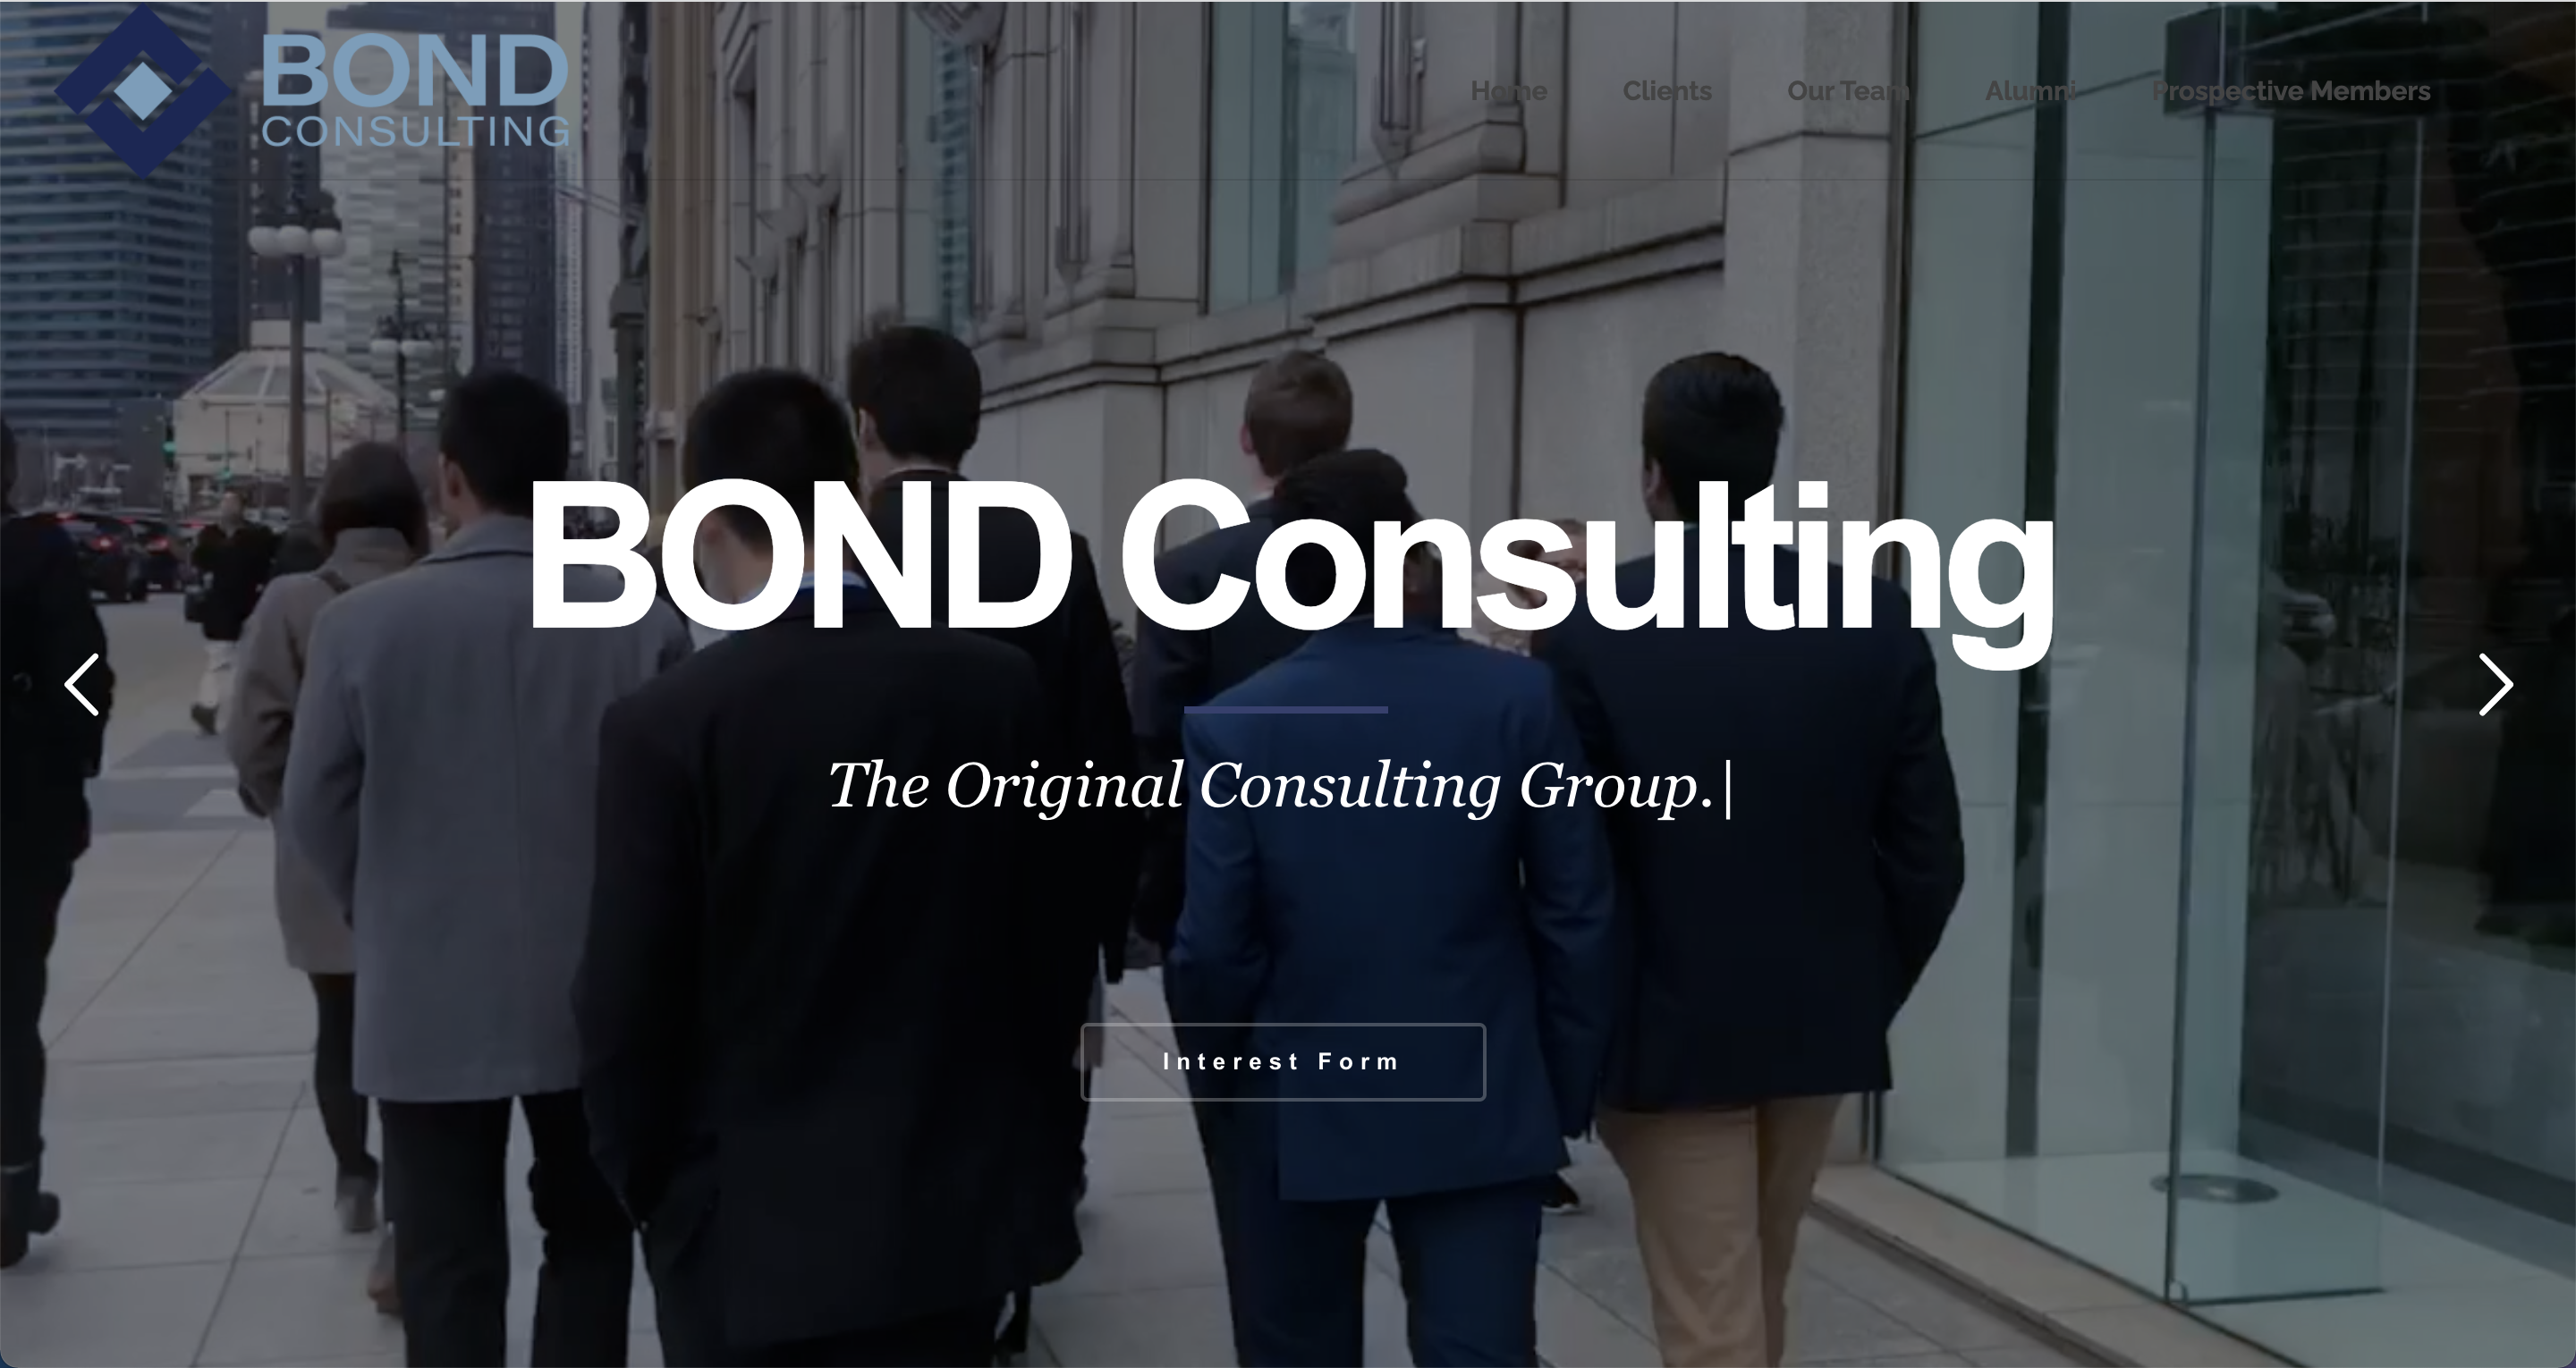 BOND
CONSULTING
Home Clients Our Team Alumni Prospective Members
BOND Consulting
The Original Consulting Group.|
Interest Form